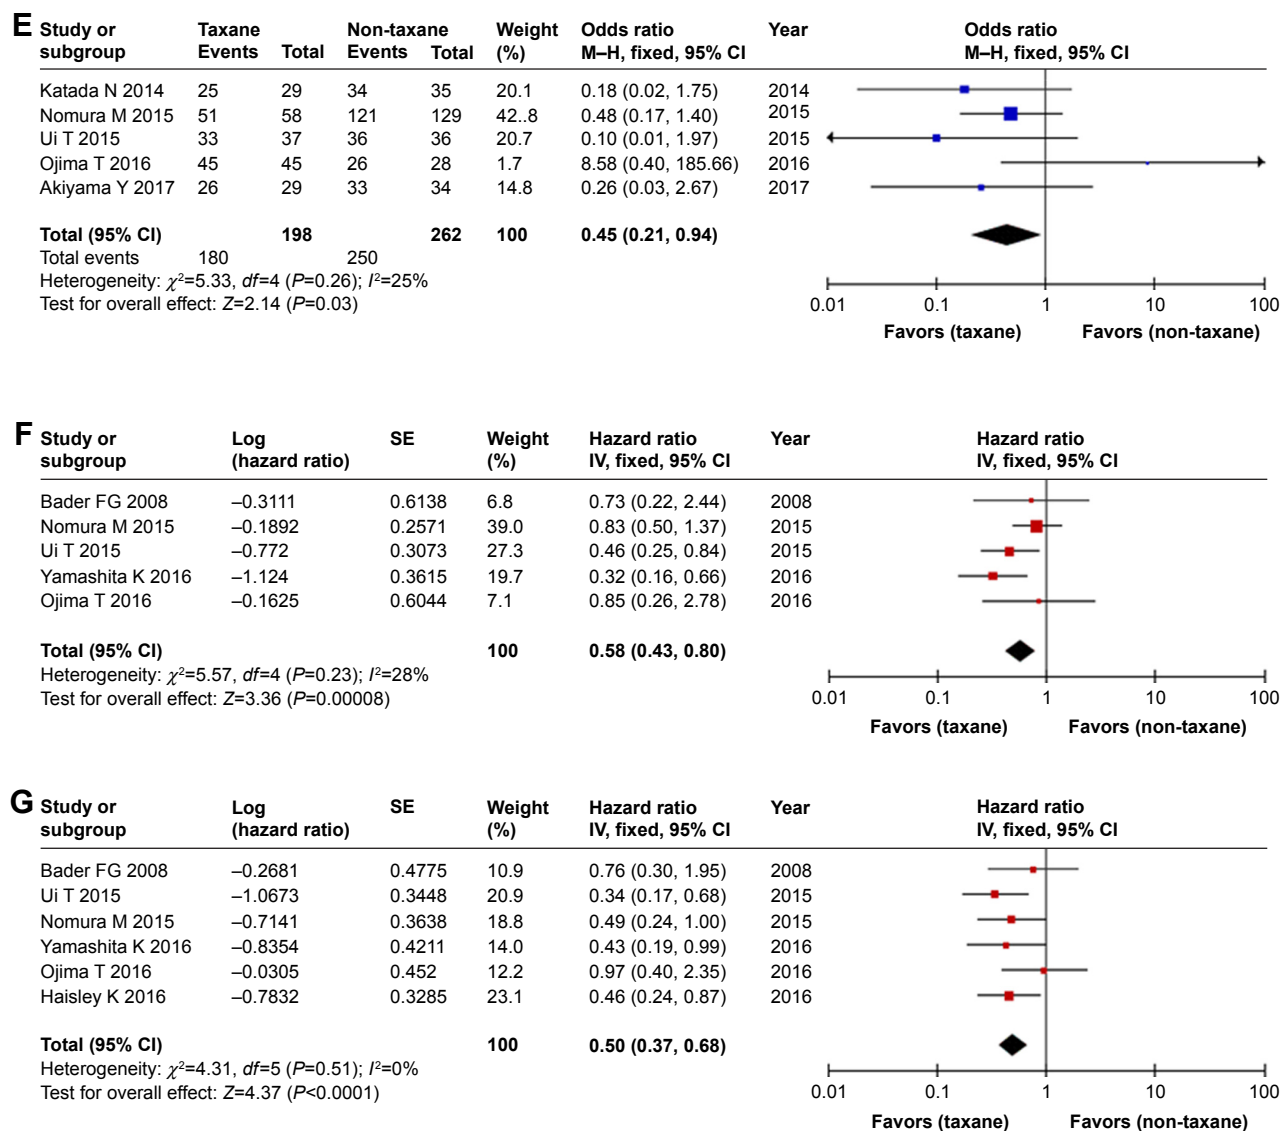 E Study or Taxane Non-taxane Weight Odds ratio Year Odds ratio
subgroup Events Total Events Total (%) M–H, fixed, 95% CI M–H, fixed, 95% CI
Katada N 2014 25 29 34 35 20.1 0.18 (0.02, 1.75) 2014
Nomura M 2015 51 58 121 129 42..8 0.48 (0.17, 1.40) 2015
Ui T 2015 33 37 36 36 20.7 0.10 (0.01, 1.97) 2015
Ojima T 2016 45 45 26 28 1.7 8.58 (0.40, 185.66) 2016
Akiyama Y 2017 26 29 33 34 14.8 0.26 (0.03, 2.67) 2017
Total (95% CI) 198 262 100 0.45 (0.21, 0.94)
Total events 180 250
Heterogeneity: χ²=5.33, df=4 (P=0.26); I²=25%
Test for overall effect: Z=2.14 (P=0.03)
0.01 0.1 1 10 100
Favors (taxane) Favors (non-taxane)
F Study or Log SE Weight Hazard ratio Year Hazard ratio
subgroup (hazard ratio) (%) IV, fixed, 95% CI IV, fixed, 95% CI
Bader FG 2008 –0.3111 0.6138 6.8 0.73 (0.22, 2.44) 2008
Nomura M 2015 –0.1892 0.2571 39.0 0.83 (0.50, 1.37) 2015
Ui T 2015 –0.772 0.3073 27.3 0.46 (0.25, 0.84) 2015
Yamashita K 2016 –1.124 0.3615 19.7 0.32 (0.16, 0.66) 2016
Ojima T 2016 –0.1625 0.6044 7.1 0.85 (0.26, 2.78) 2016
Total (95% CI) 100 0.58 (0.43, 0.80)
Heterogeneity: χ²=5.57, df=4 (P=0.23); I²=28%
Test for overall effect: Z=3.36 (P=0.00008)
0.01 0.1 1 10 100
Favors (taxane) Favors (non-taxane)
G Study or Log SE Weight Hazard ratio Year Hazard ratio
subgroup (hazard ratio) (%) IV, fixed, 95% CI IV, fixed, 95% CI
Bader FG 2008 –0.2681 0.4775 10.9 0.76 (0.30, 1.95) 2008
Ui T 2015 –1.0673 0.3448 20.9 0.34 (0.17, 0.68) 2015
Nomura M 2015 –0.7141 0.3638 18.8 0.49 (0.24, 1.00) 2015
Yamashita K 2016 –0.8354 0.4211 14.0 0.43 (0.19, 0.99) 2016
Ojima T 2016 –0.0305 0.452 12.2 0.97 (0.40, 2.35) 2016
Haisley K 2016 –0.7832 0.3285 23.1 0.46 (0.24, 0.87) 2016
Total (95% CI) 100 0.50 (0.37, 0.68)
Heterogeneity: χ²=4.31, df=5 (P=0.51); I²=0%
Test for overall effect: Z=4.37 (P<0.0001)
0.01 0.1 1 10 100
Favors (taxane) Favors (non-taxane)